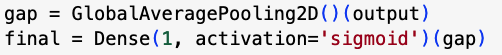 gap = GlobalAveragePooling2D()(output)
final = Dense(1, activation='sigmoid')(gap)